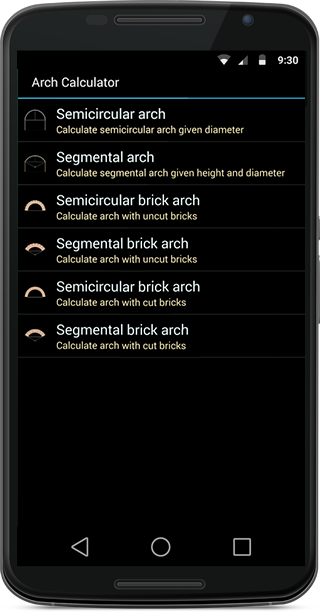 9:30
Arch Calculator
Semicircular arch
Calculate semicircular arch given diameter
Segmental arch
Calculate segmental arch given height and diameter
Semicircular brick arch
Calculate arch with uncut bricks
Segmental brick arch
Calculate arch with uncut bricks
Semicircular brick arch
Calculate arch with cut bricks
Segmental brick arch
Calculate arch with cut bricks